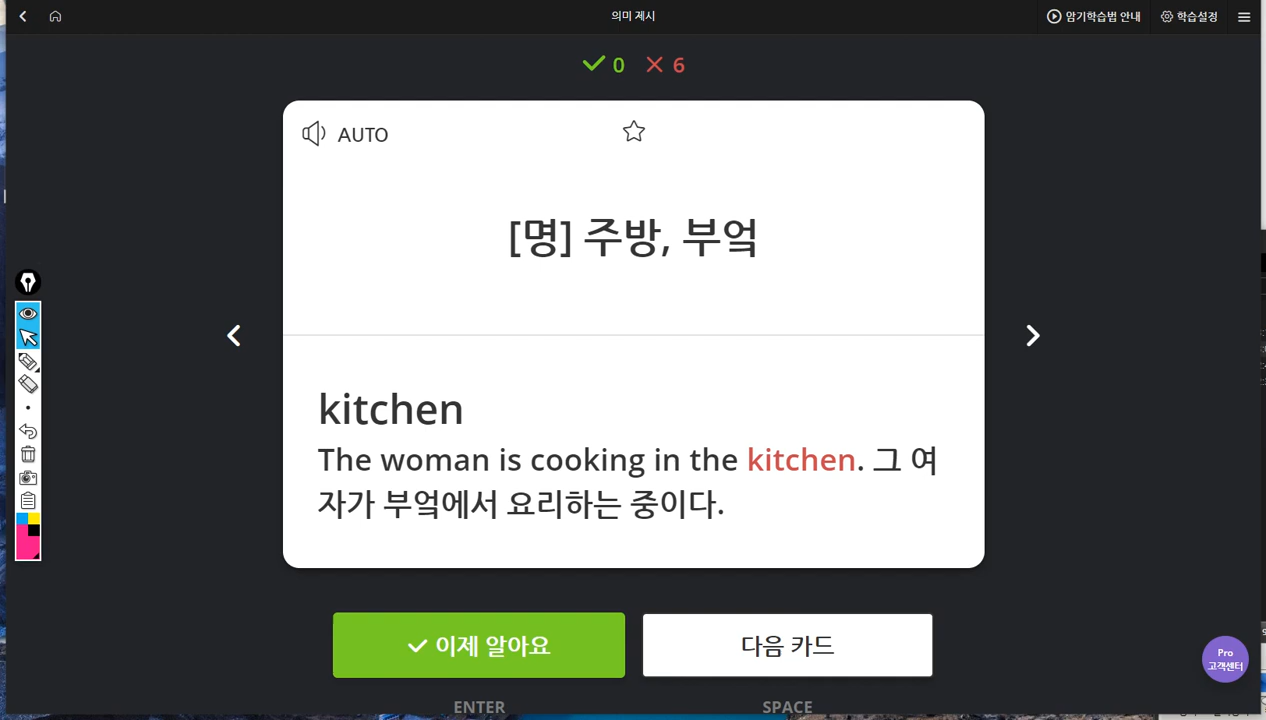 의미 제시
암기학습법 안내
학습설정
0 6
AUTO
[명] 주방, 부엌
kitchen
The woman is cooking in the kitchen. 그 여
자가 부엌에서 요리하는 중이다.
이제 알아요
다음 카드
ENTER
SPACE
Pro
고객센터